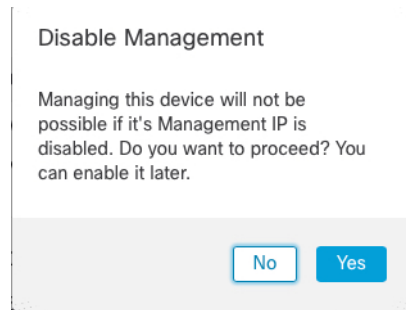 Disable Management
Managing this device will not be
possible if it's Management IP is
disabled. Do you want to proceed? You
can enable it later.
No
Yes